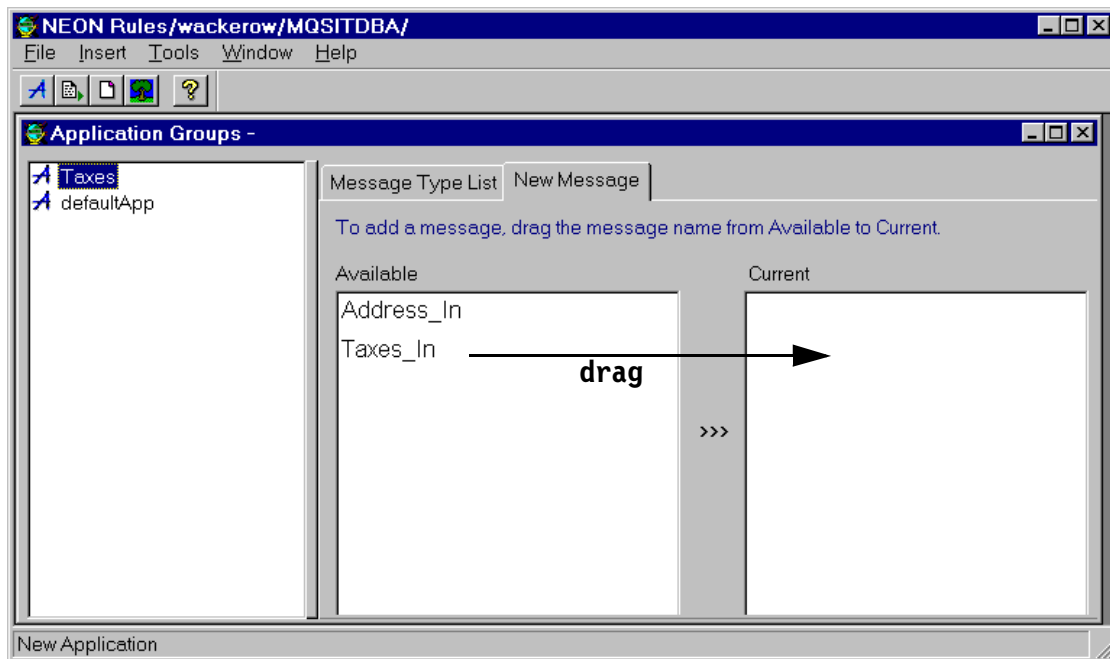 NEON Rules/wackerow/MQSITDBA/
File Insert Tools Window Help
Application Groups -
Taxes
defaultApp
Message Type List New Message
To add a message, drag the message name from Available to Current.
Available Current
Address_In
Taxes_In
drag
>>>
New Application